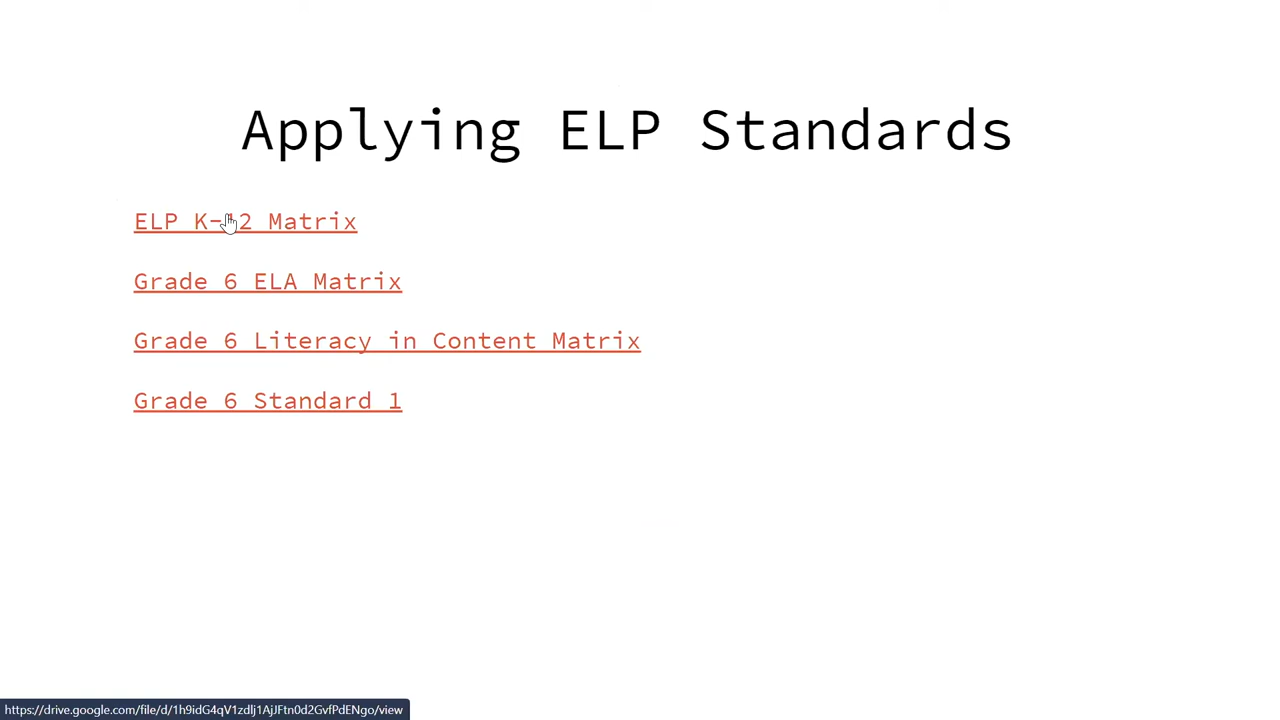 Applying ELP Standards
ELP K-12 Matrix
Grade 6 ELA Matrix
Grade 6 Literacy in Content Matrix
Grade 6 Standard 1
https://drive.google.com/file/d/1h9idG4qV1zdlj1AjJFtn0d2GvfPdENgo/view